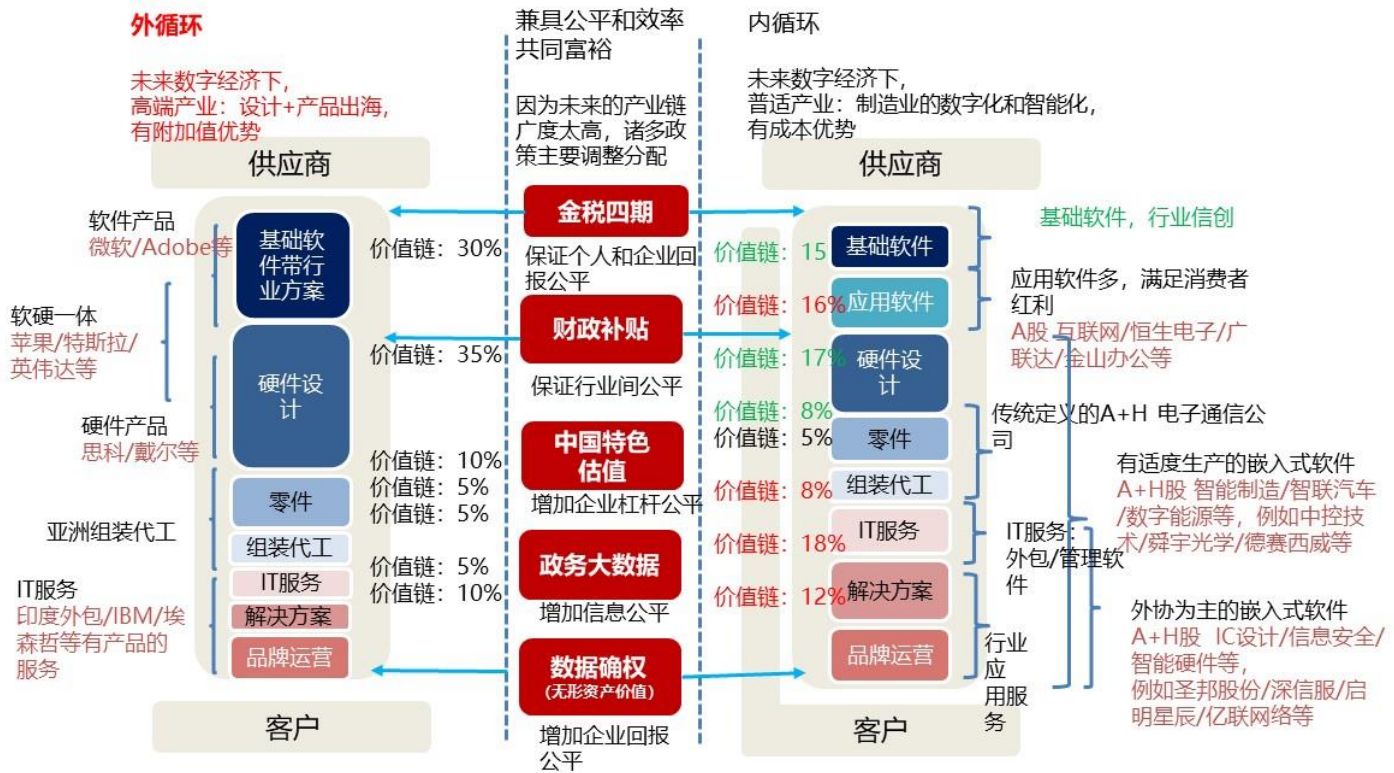 外循环
未来数字经济下,
高端产业：设计+产品出海,
有附加值优势
供应商
软件产品
微软/Adobe等
软硬一体
苹果/特斯拉/
英伟达等
硬件产品
思科/戴尔等
亚洲组装代工
IT服务
印度外包/IBM/埃
森哲等有产品的
服务
基础软
件带行
业方案
硬件设
计
零件
组装代工
IT服务
解决方案
品牌运营
价值链：30%
价值链：35%
价值链：10%
价值链：5%
价值链：5%
价值链：5%
价值链：10%
客户
兼具公平和效率
共同富裕
因为未来的产业链
广度太高，诸多政
策主要调整分配
金税四期
保证个人和企业回
报公平
财政补贴
保证行业间公平
中国特色
估值
增加企业杠杆公平
政务大数据
增加信息公平
数据确权
(无形资产价值)
增加企业回报
公平
内循环
未来数字经济下,
普适产业：制造业的数字化和智能化,
有成本优势
供应商
价值链：15
价值链：16%
价值链：17%
价值链：8%
价值链：5%
价值链：8%
价值链：18%
价值链：12%
基础软件
应用软件
硬件设
计
零件
组装代工
IT服务
解决方案
品牌运营
客户
基础软件，行业信创
应用软件多，满足消费者
红利
A股 互联网/恒生电子/广
联达/金山办公等
传统定义的A+H 电子通信公
司
有适度生产的嵌入式软件
A+H股 智能制造/智联汽车
/数字能源等，例如中控技
术/舜宇光学/德赛西威等
IT服务：
外包/管理软
件
外协为主的嵌入式软件
A+H股 IC设计/信息安全/
智能硬件等,
例如圣邦股份/深信服/启
明星辰/亿联网络等
行业
应
用服
务